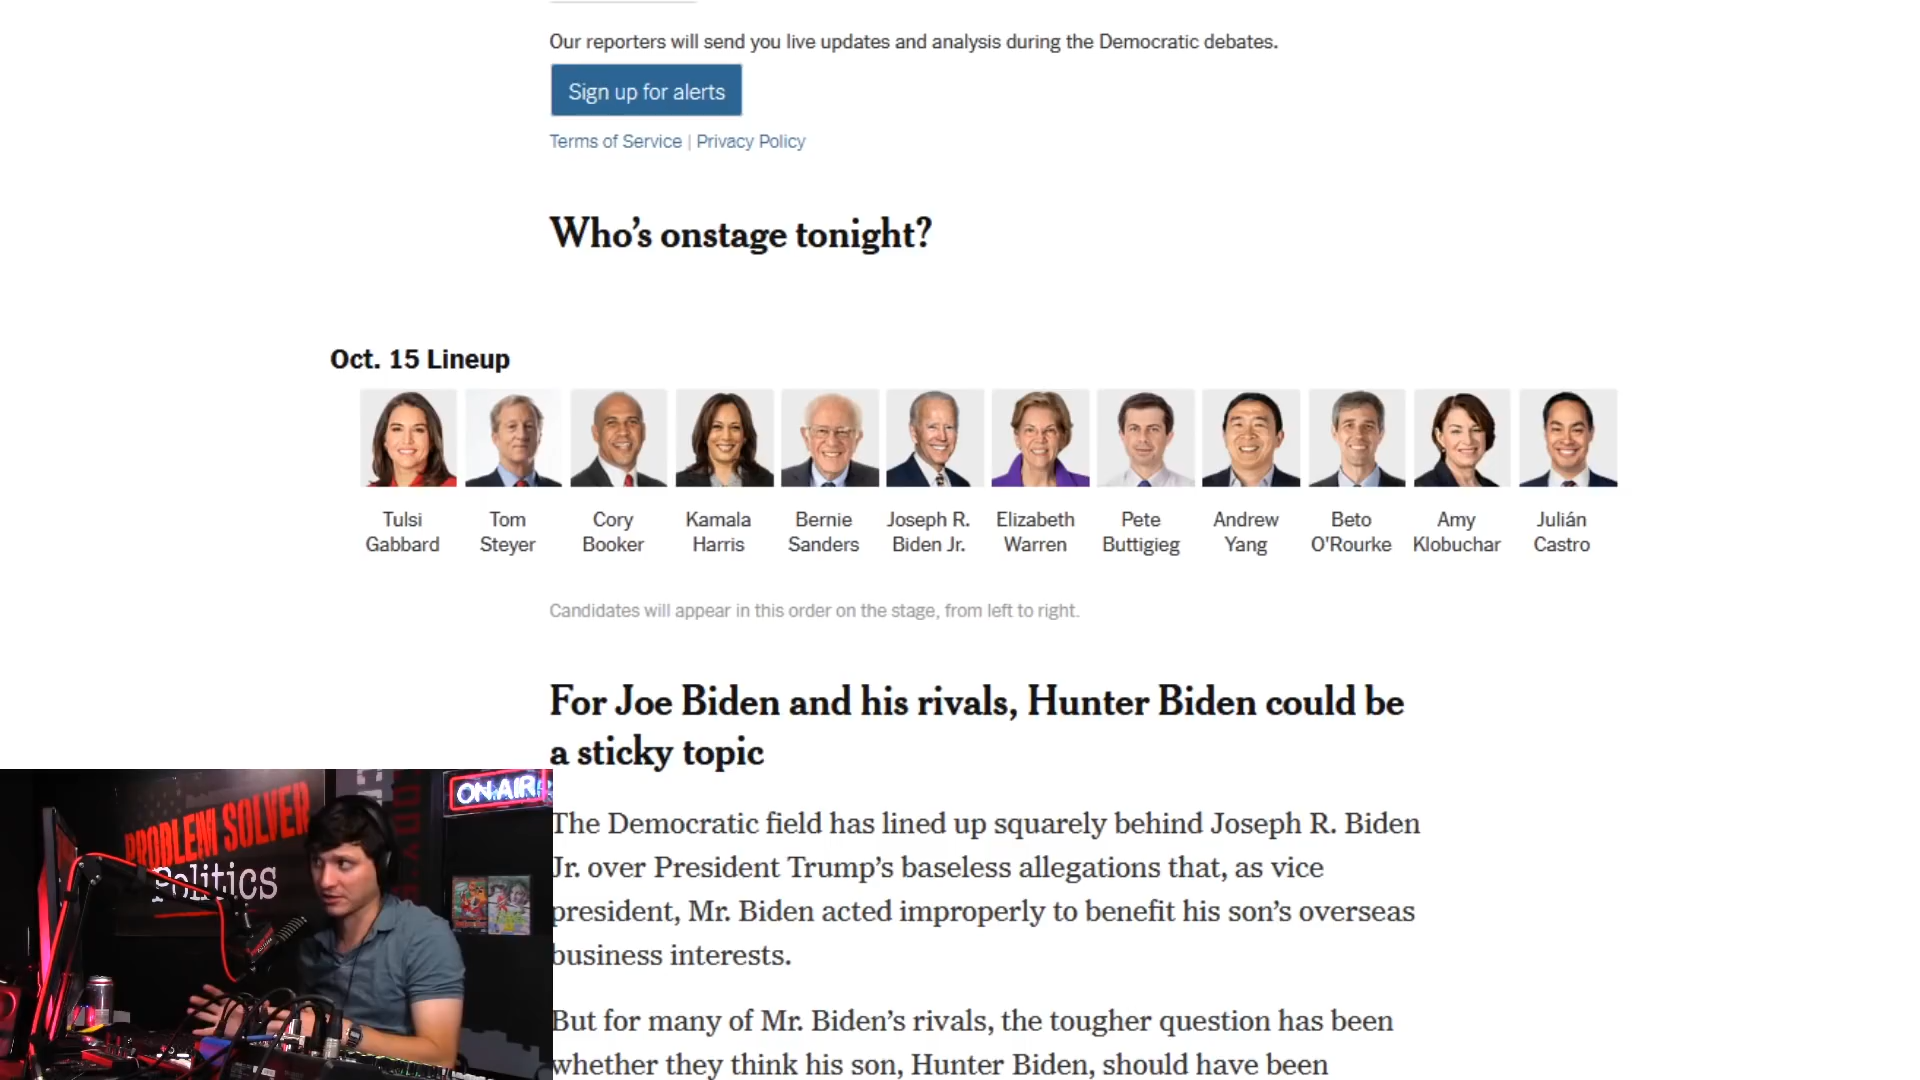 Our reporters will send you live updates and analysis during the Democratic debates.
Sign up for alerts
Terms of Service | Privacy Policy
Who’s onstage tonight?
Oct. 15 Lineup
Tulsi
Gabbard
Tom
Steyer
Cory
Booker
Kamala
Harris
Bernie
Sanders
Joseph R.
Biden Jr.
Elizabeth
Warren
Pete
Buttigieg
Andrew
Yang
Beto
O'Rourke
Amy
Klobuchar
Julián
Castro
Candidates will appear in this order on the stage, from left to right.
For Joe Biden and his rivals, Hunter Biden could be
a sticky topic
The Democratic field has lined up squarely behind Joseph R. Biden
Jr. over President Trump’s baseless allegations that, as vice
president, Mr. Biden acted improperly to benefit his son’s overseas
business interests.
But for many of Mr. Biden’s rivals, the tougher question has been
whether they think his son, Hunter Biden, should have been
PROBLEM SOLVER
Politics
ON AIR